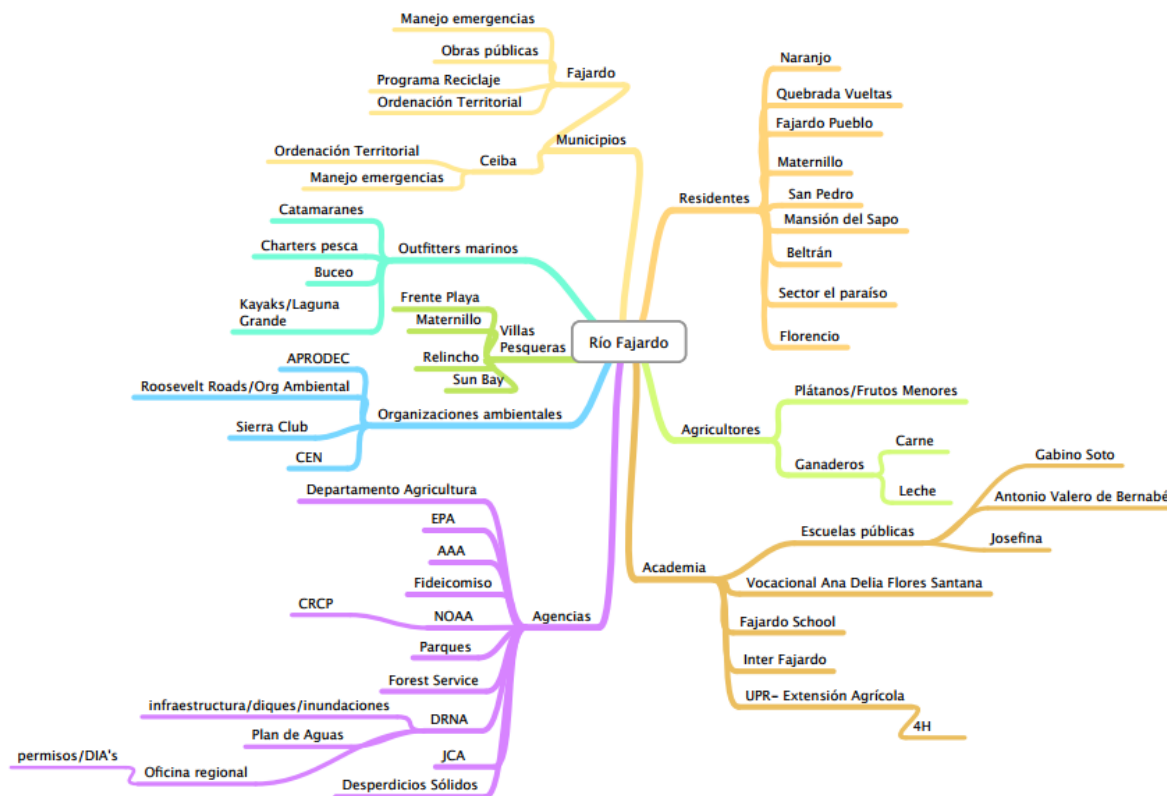 Río Fajardo
Municipios
Fajardo
Manejo emergencias
Obras públicas
Programa Reciclaje
Ordenación Territorial
Ceiba
Ordenación Territorial
Manejo emergencias
Outfitters marinos
Catamaranes
Charters pesca
Buceo
Kayaks/Laguna
Grande
Villas
Pesqueras
Frente Playa
Maternillo
Relincho
Sun Bay
Organizaciones ambientales
APRODEC
Roosevelt Roads/Org Ambiental
Sierra Club
CEN
Agencias
Departamento Agricultura
EPA
AAA
Fideicomiso
NOAA
CRCP
Parques
Forest Service
DRNA
infraestructura/diques/inundaciones
Plan de Aguas
Oficina regional
permisos/DIA's
JCA
Desperdicios Sólidos
Residentes
Naranjo
Quebrada Vueltas
Fajardo Pueblo
Maternillo
San Pedro
Mansión del Sapo
Beltrán
Sector el paraíso
Florencio
Agricultores
Plátanos/Frutos Menores
Ganaderos
Carne
Leche
Academia
Escuelas públicas
Gabino Soto
Antonio Valero de Bernabé
Josefina
Vocacional Ana Delia Flores Santana
Fajardo School
Inter Fajardo
UPR- Extensión Agrícola
4H